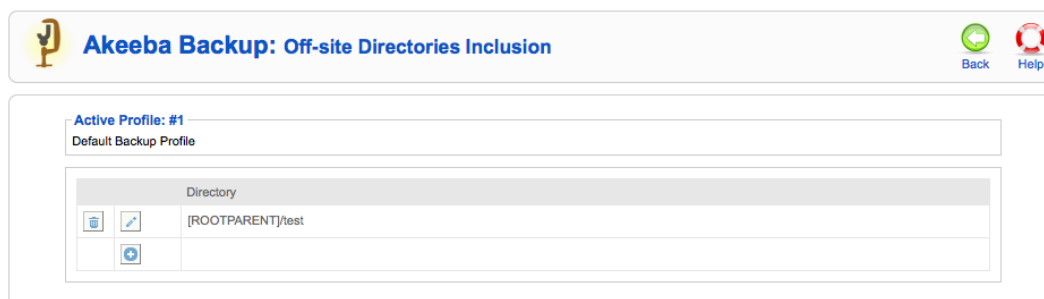 Akeeba Backup: Off-site Directories Inclusion
Back
Help
Active Profile: #1
Default Backup Profile
Directory
[ROOTPARENT]/test